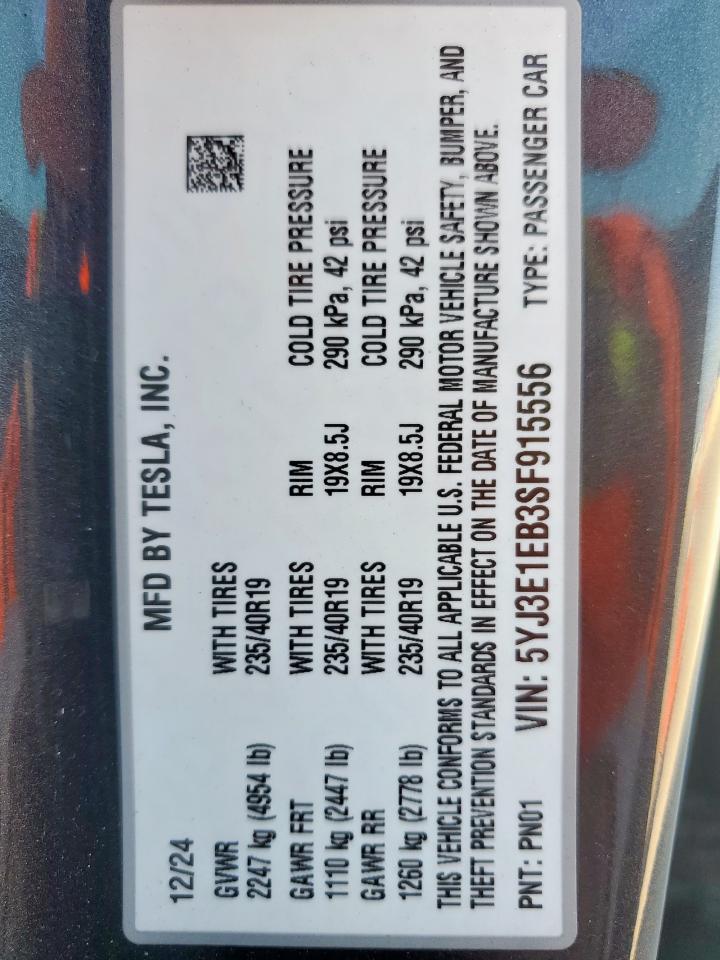 MFD BY TESLA, INC.
12/24
GVWR WITH TIRES
2247 kg (4954 lb) 235/40R19
GAWR FRT WITH TIRES RIM COLD TIRE PRESSURE
1110 kg (2447 lb) 235/40R19 19X8.5J 290 kPa, 42 psi
GAWR RR WITH TIRES RIM COLD TIRE PRESSURE
1260 kg (2778 lb) 235/40R19 19X8.5J 290 kPa, 42 psi
THIS VEHICLE CONFORMS TO ALL APPLICABLE U.S. FEDERAL MOTOR VEHICLE SAFETY, BUMPER, AND
THEFT PREVENTION STANDARDS IN EFFECT ON THE DATE OF MANUFACTURE SHOWN ABOVE.
PNT: PN01 VIN: 5YJ3E1EB3SF915556 TYPE: PASSENGER CAR